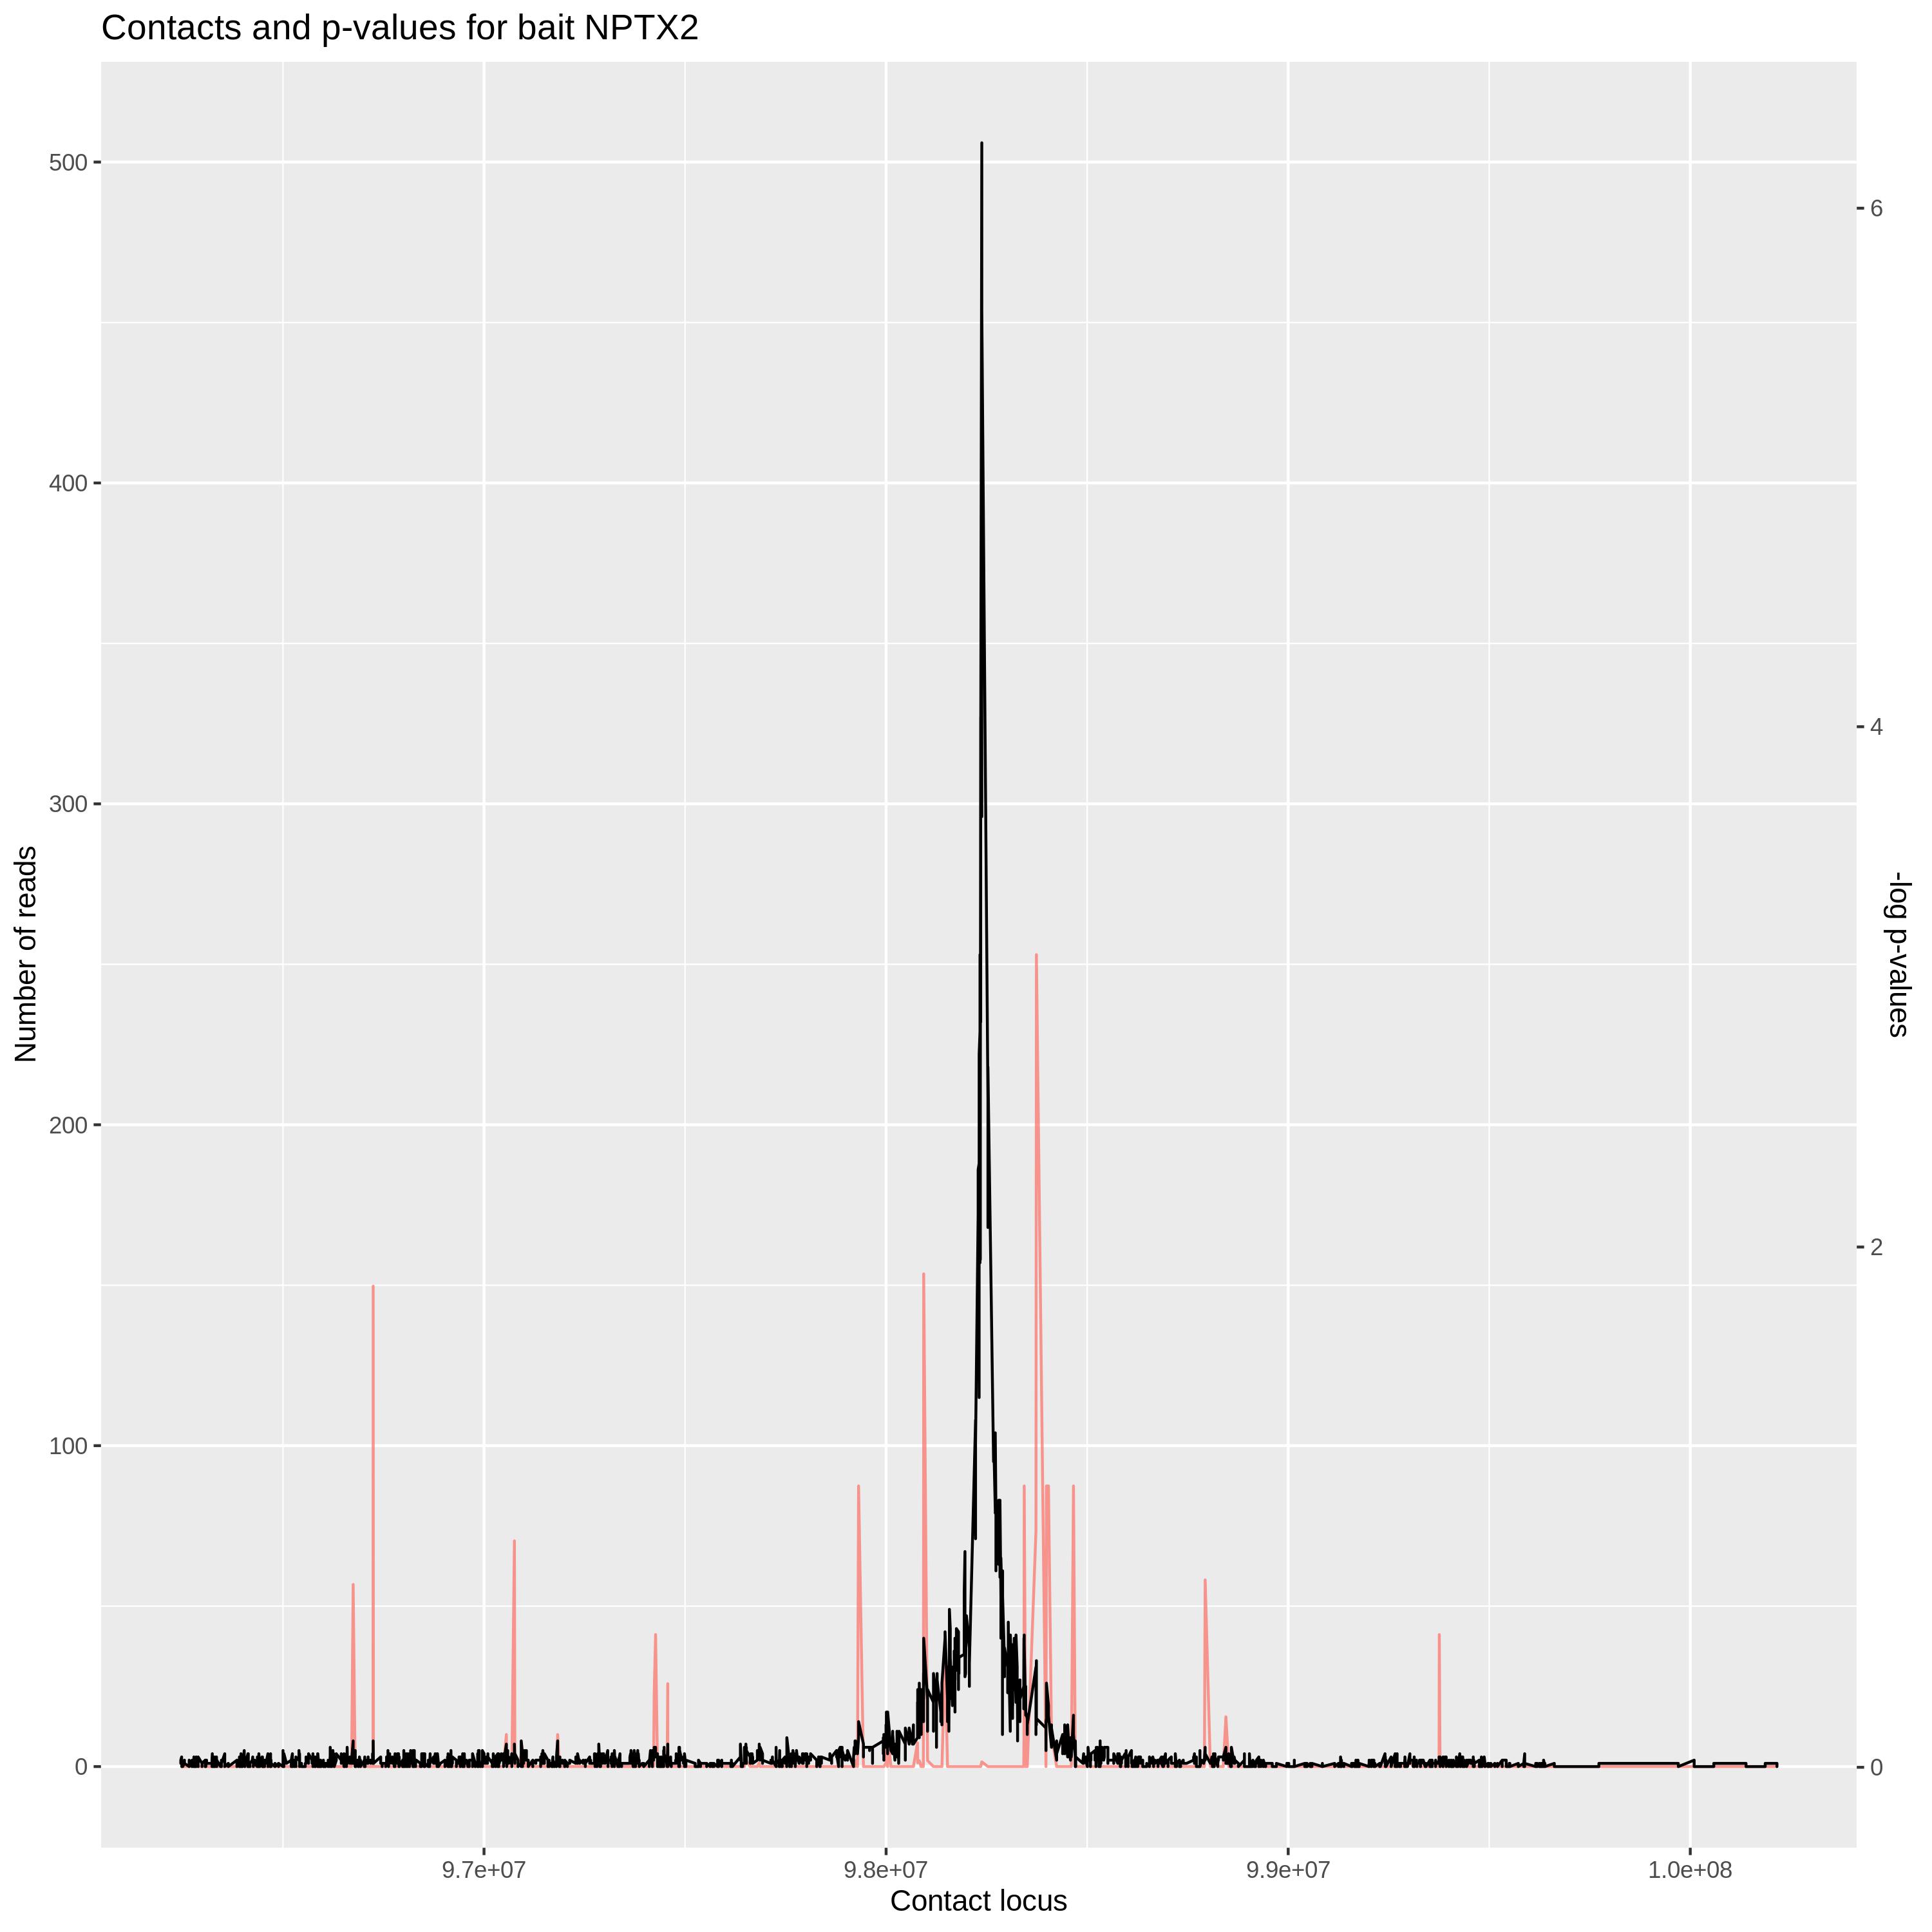 Contacts and p-values for bait NPTX2
500
400
300
200
100
0
Number of reads
6
4
2
0
-log p-values
9.7e+07
9.8e+07
9.9e+07
1.0e+08
Contact locus